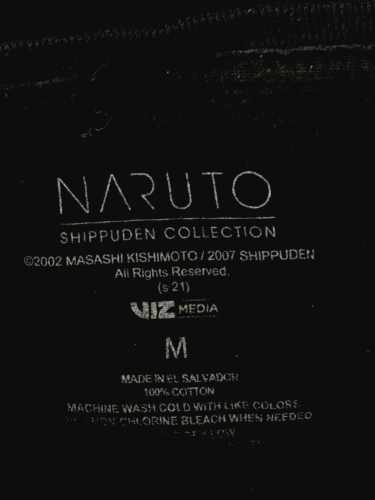 NARUTO
SHIPPUDEN COLLECTION
©2002 MASASHI KISHIMOTO / 2007 SHIPPUDEN
All Rights Reserved.
(s 21)
VIZ MEDIA
M
MADE IN EL SALVADOR
100% COTTON
MACHINE WASH COLD WITH LIKE COLORS
NON CHLORINE BLEACH WHEN NEEDED
LOW